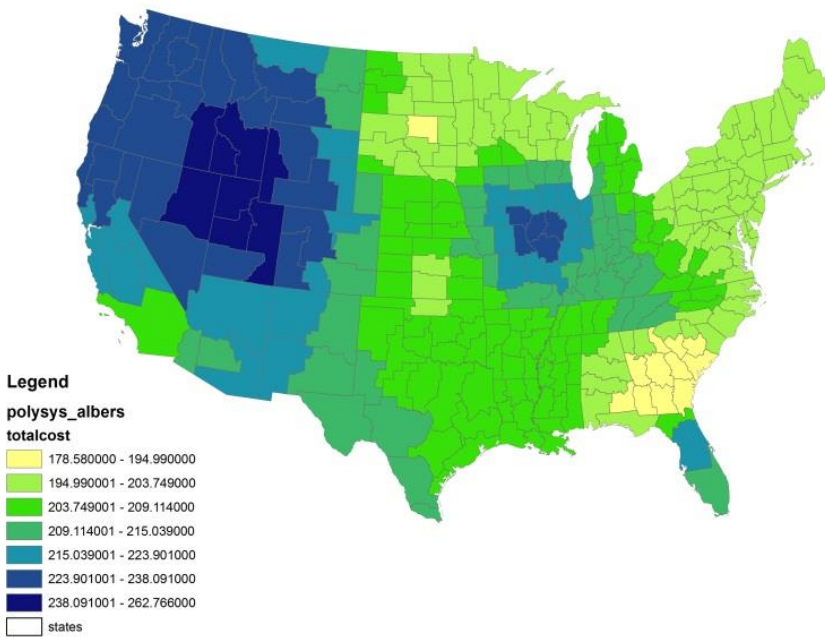 Legend
polysys_albers
totalcost
178.580000 - 194.990000
194.990001 - 203.749000
203.749001 - 209.114000
209.114001 - 215.039000
215.039001 - 223.901000
223.901001 - 238.091000
238.091001 - 262.766000
states